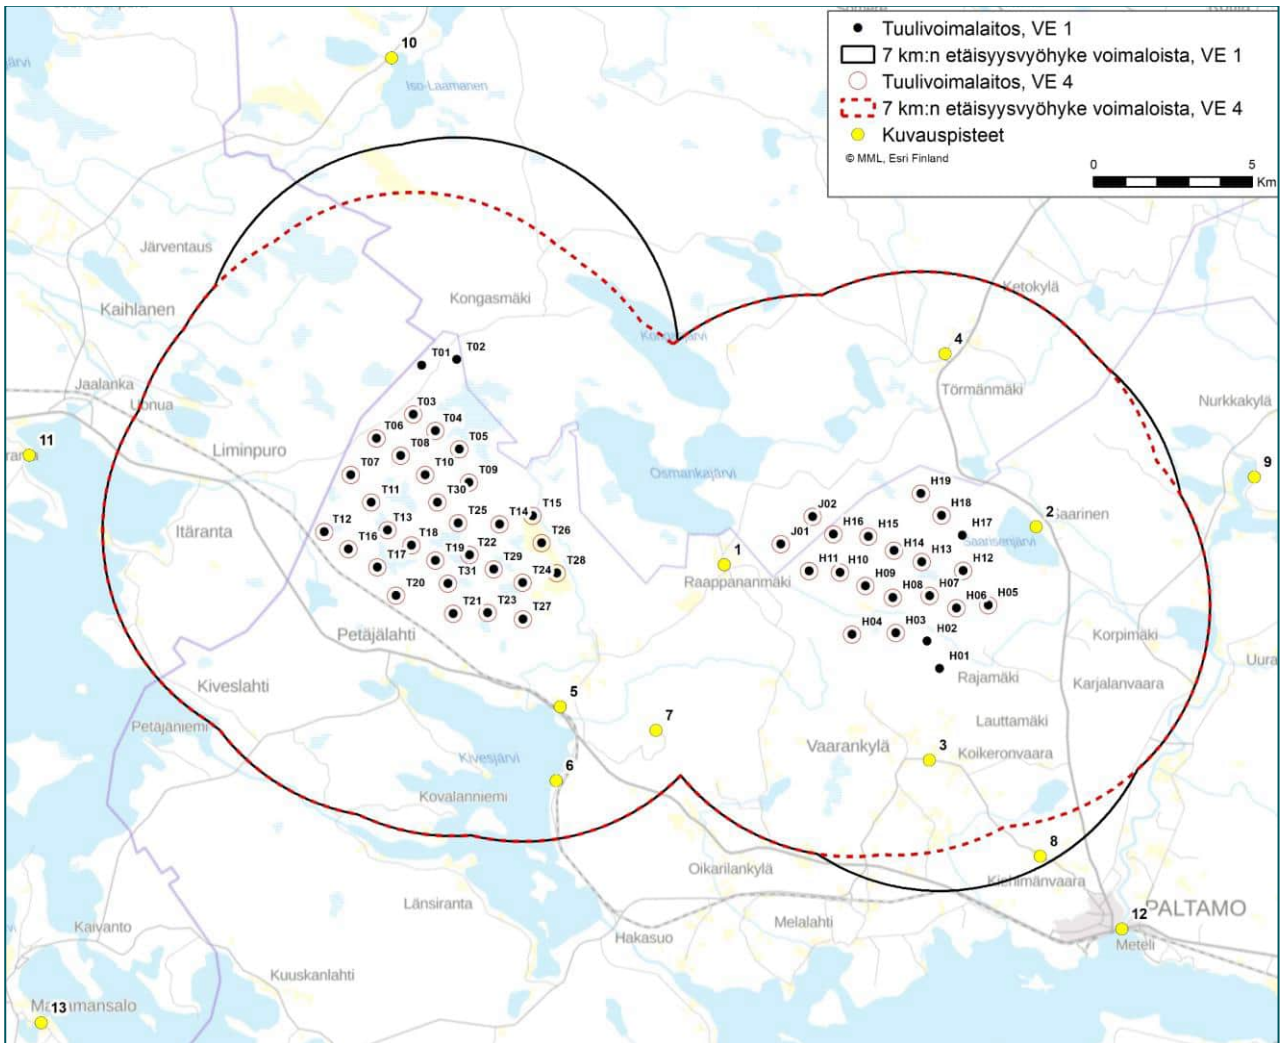 Tuulivoimalaitos, VE 1
7 km:n etäisyysvyöhyke voimaloista, VE 1
Tuulivoimalaitos, VE 4
7 km:n etäisyysvyöhyke voimaloista, VE 4
Kuvauspisteet
© MML, Esri Finland
0 5
Km
10
Iso-Laamanen
Järventaus
Kaihlanen
Kongasmäki
Ketokylä
4
Törmänmäki
Jaalanka
Nurkkakylä
T01
T02
T03
T04
T05
T06
T08
T07
T10
T09
T11
T30
T12
T13
T25
T14
T15
T16
T18
T22
T26
T17
T19
T29
T28
T20
T31
T24
T21
T23
T27
11
Liminpuro
Itäranta
Osmankajärvi
9
H19
H18
J02
H17
J01
H16
H15
H14
H13
H12
H11
H10
H09
H08
H07
H06
H05
H04
H03
H02
H01
2
1
Raappananmäki
Petäjälahti
Korpimäki
Kiveslahti
Rajamäki
Karjalanvaara
Petäjäniemi
5
7
Lauttamäki
Vaarankylä
3
Koikeronvaara
Kivesjärvi
6
Kovalanniemi
8
Oikarilankylä
Kiehimänvaara
Länsiranta
PALTAMO
Kaivanto
Melalahti
12
Hakasuo
Meteli
Kuuskanlahti
13